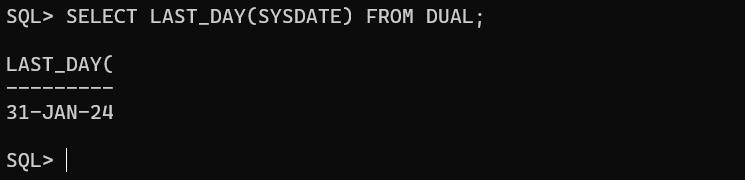 SQL> SELECT LAST_DAY(SYSDATE) FROM DUAL;
LAST_DAY(
---------
31-JAN-24
SQL>